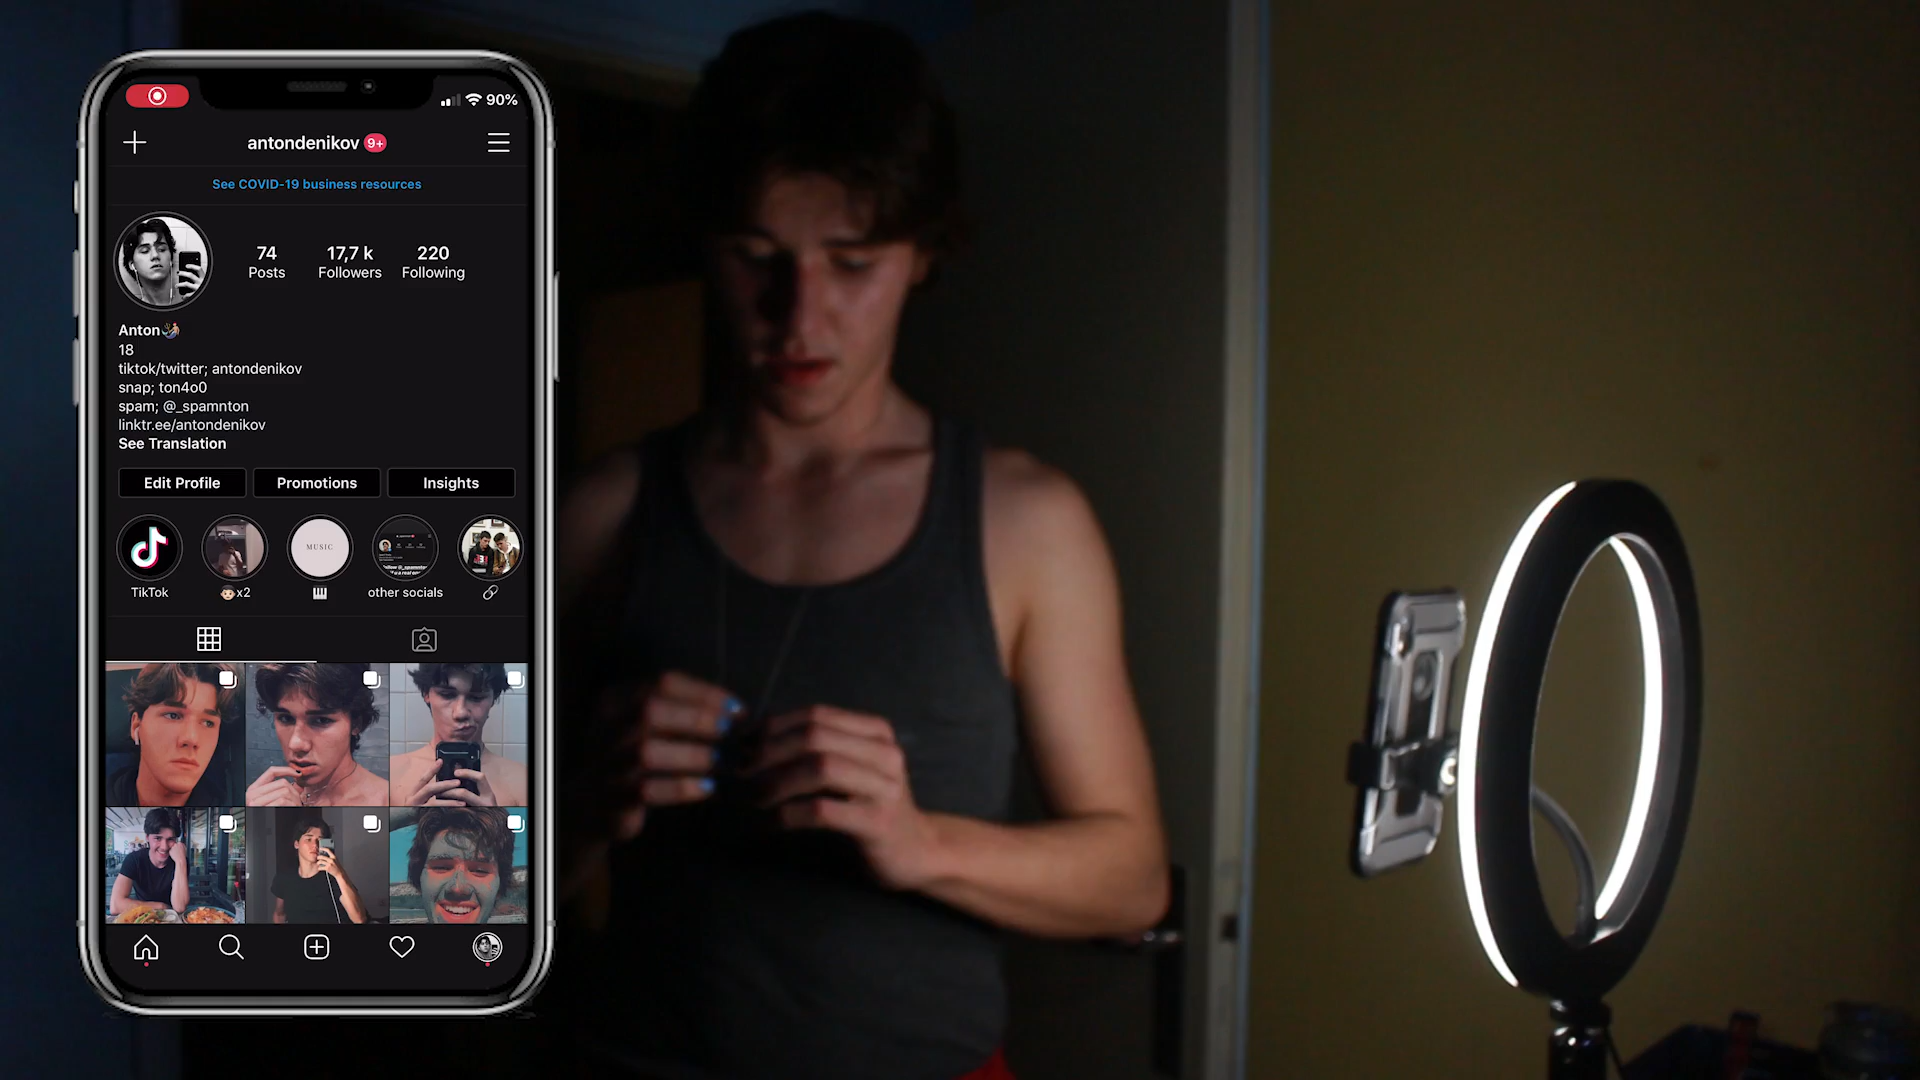 90%
antondenikov 9+
See COVID-19 business resources
74 17,7 k 220
Posts Followers Following
Anton
18
tiktok/twitter; antondenikov
snap; ton4o0
spam; @_spamnton
linktr.ee/antondenikov
See Translation
Edit Profile Promotions Insights
MUSIC
TikTok x2 other socials